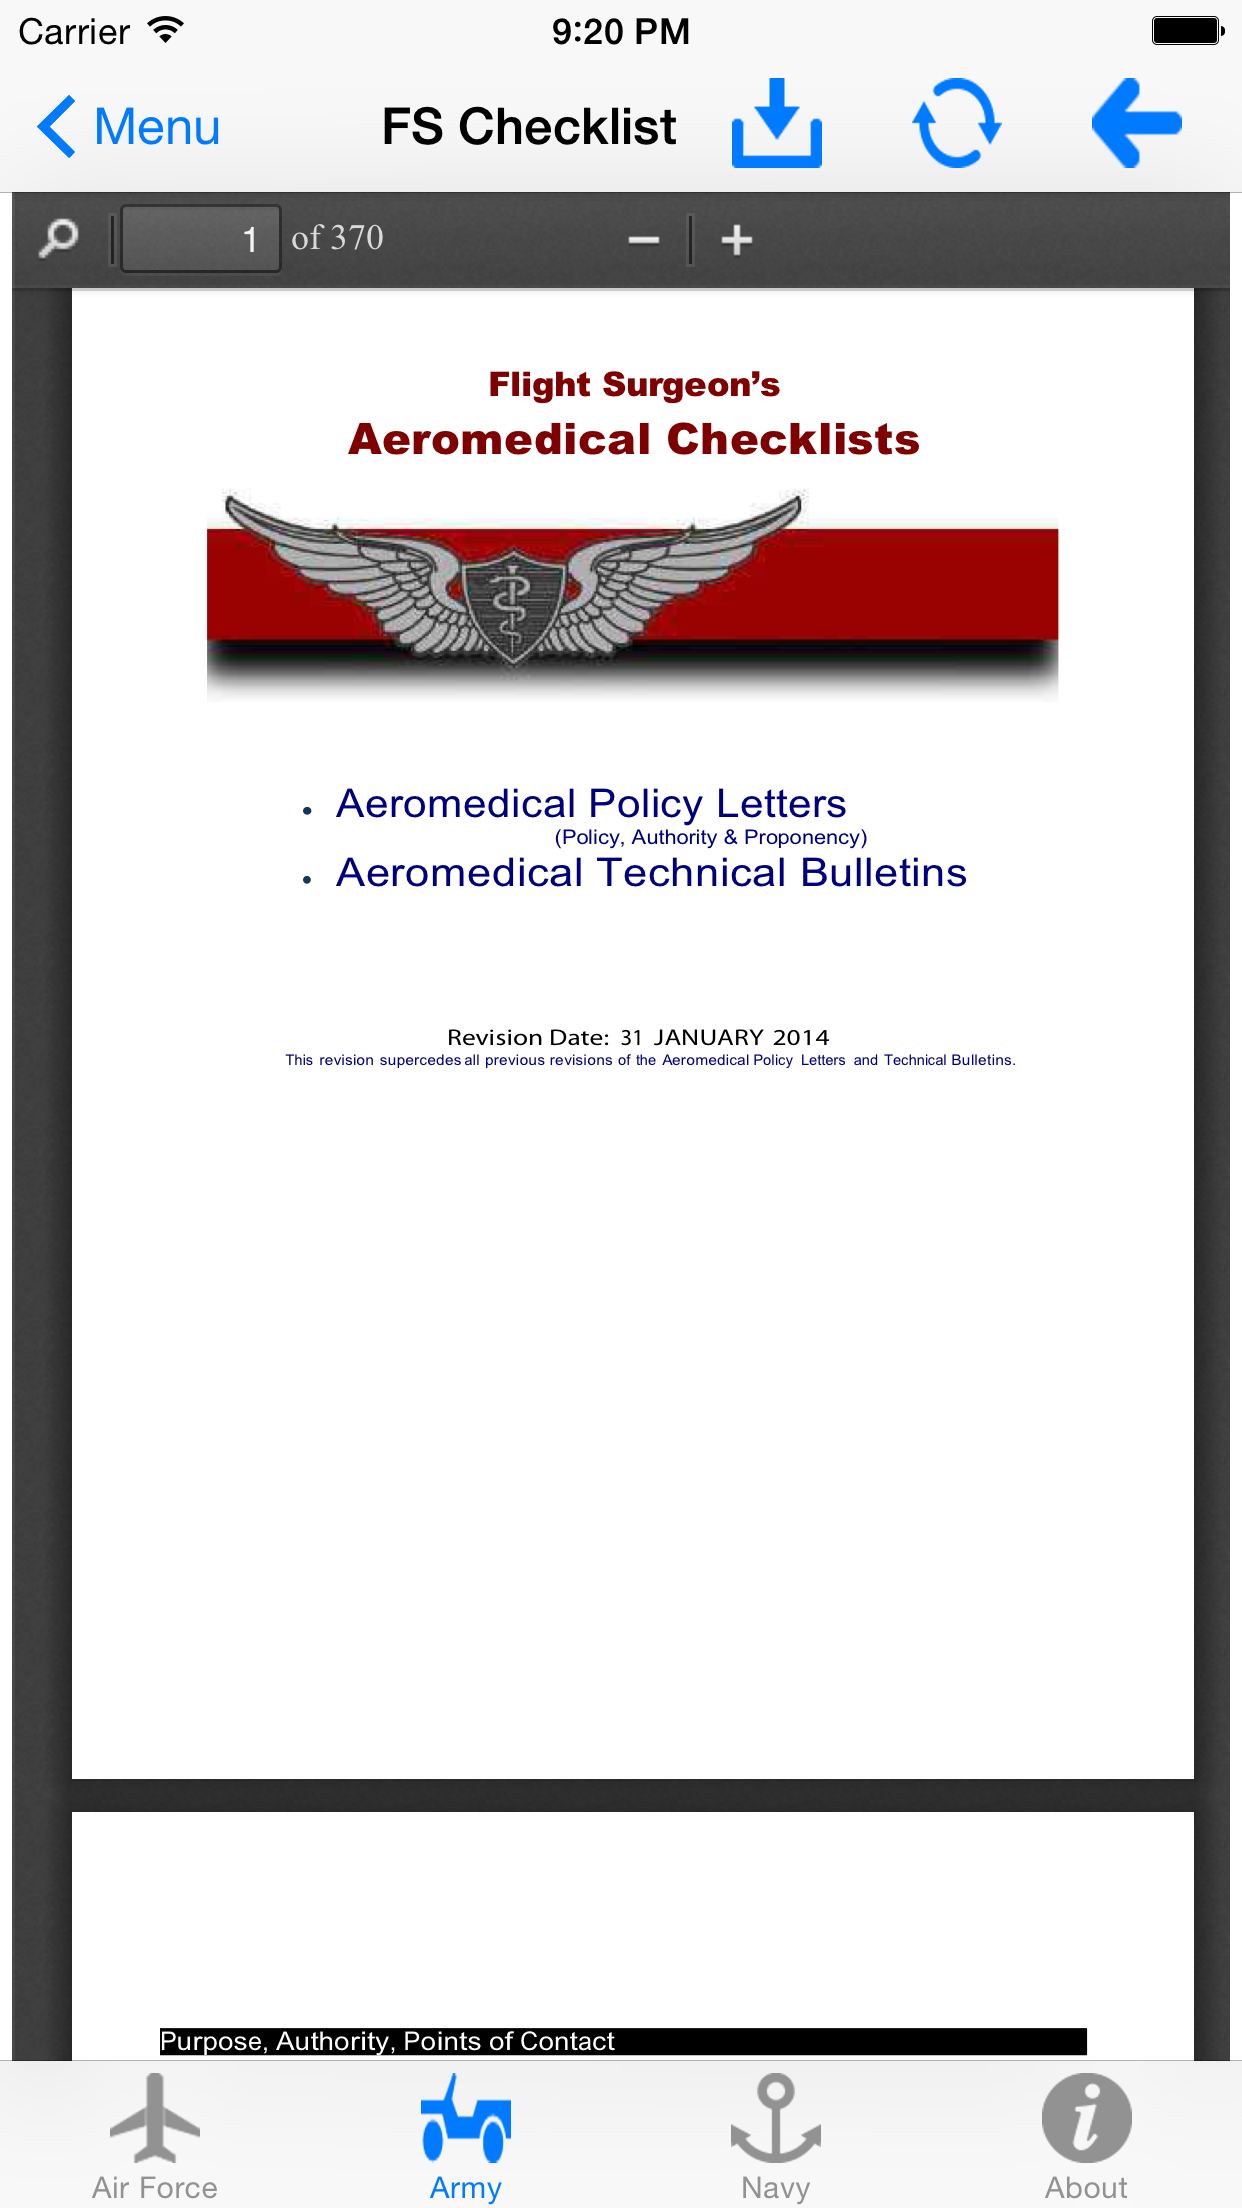 Carrier 9:20 PM
Menu FS Checklist
1 of 370
Flight Surgeon’s
Aeromedical Checklists
• Aeromedical Policy Letters
(Policy, Authority & Proponency)
• Aeromedical Technical Bulletins
Revision Date: 31 JANUARY 2014
This revision supercedes all previous revisions of the Aeromedical Policy Letters and Technical Bulletins.
Purpose, Authority, Points of Contact
Air Force Army Navy About